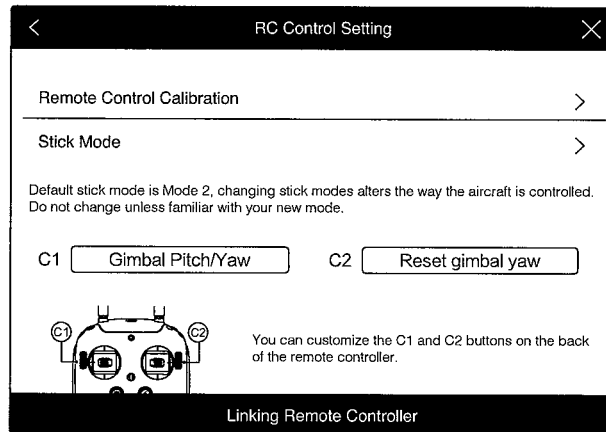 RC Control Setting
Remote Control Calibration
Stick Mode
Default stick mode is Mode 2, changing stick modes alters the way the aircraft is controlled.
Do not change unless familiar with your new mode.
C1 Gimbal Pitch/Yaw C2 Reset gimbal yaw
C1 C2
You can customize the C1 and C2 buttons on the back
of the remote controller.
Linking Remote Controller